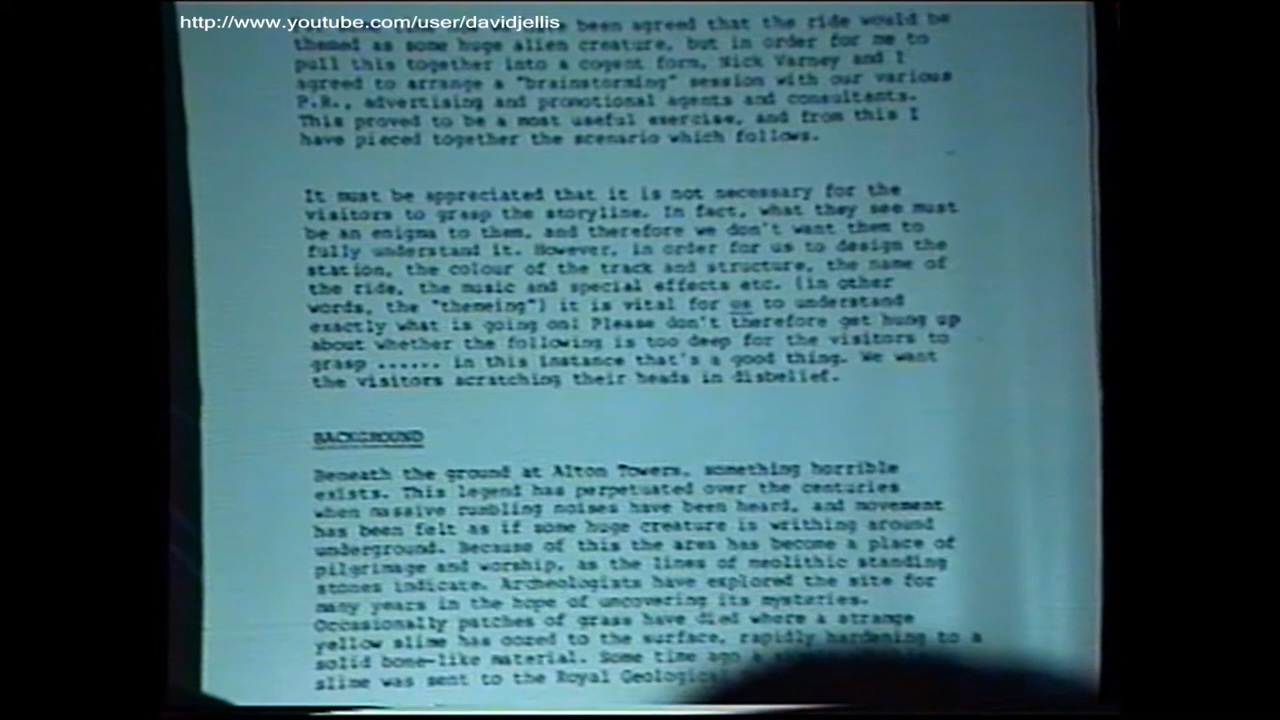 http://www.youtube.com/user/davidjellis
been agreed that the ride would be
themed as some huge alien creature, but in order for me to
pull this together into a cogent form, Nick Varney and I
agreed to arrange a "brainstorming" session with our various
P.R., advertising and promotional agents and consultants.
This proved to be a most useful exercise, and from this I
have pieced together the scenario which follows.
It must be appreciated that it is not necessary for the
visitors to grasp the storyline. In fact, what they see must
be an enigma to them, and therefore we don't want them to
fully understand it. However, in order for us to design the
station, the colour of the track and structure, the name of
the ride, the music and special effects etc. (in other
words, the "themeing") it is vital for us to understand
exactly what is going on! Please don't therefore get hung up
about whether the following is too deep for the visitors to
grasp ...... in this instance that's a good thing. We want
the visitors scratching their heads in disbelief.
BACKGROUND
Beneath the ground at Alton Towers, something horrible
exists. This legend has perpetuated over the centuries
when massive rumbling noises have been heard, and movement
has been felt as if some huge creature is writhing around
underground. Because of this the area has become a place of
pilgrimage and worship, as the lines of neolithic standing
stones indicate. Archeologists have explored the site for
many years in the hope of uncovering its mysteries.
Occasionally patches of grass have died where a strange
yellow slime has oozed to the surface, rapidly hardening to a
solid bone-like material. Some time ago a
slime was sent to the Royal Geological